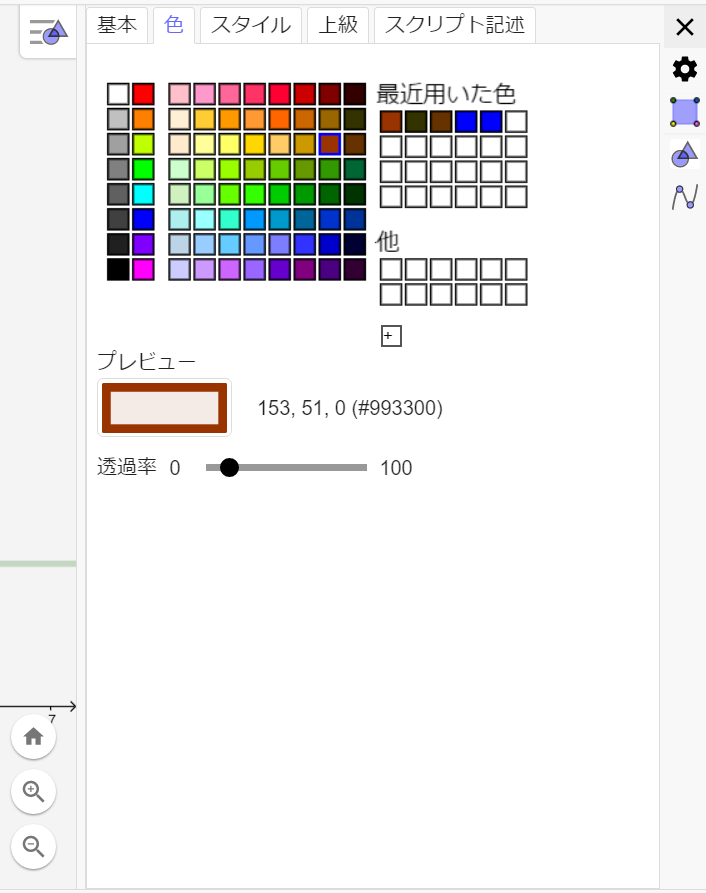 基本 色 スタイル 上級 スクリプト記述
最近用いた色
他
+
プレビュー
153, 51, 0 (#993300)
透過率 0 100
7